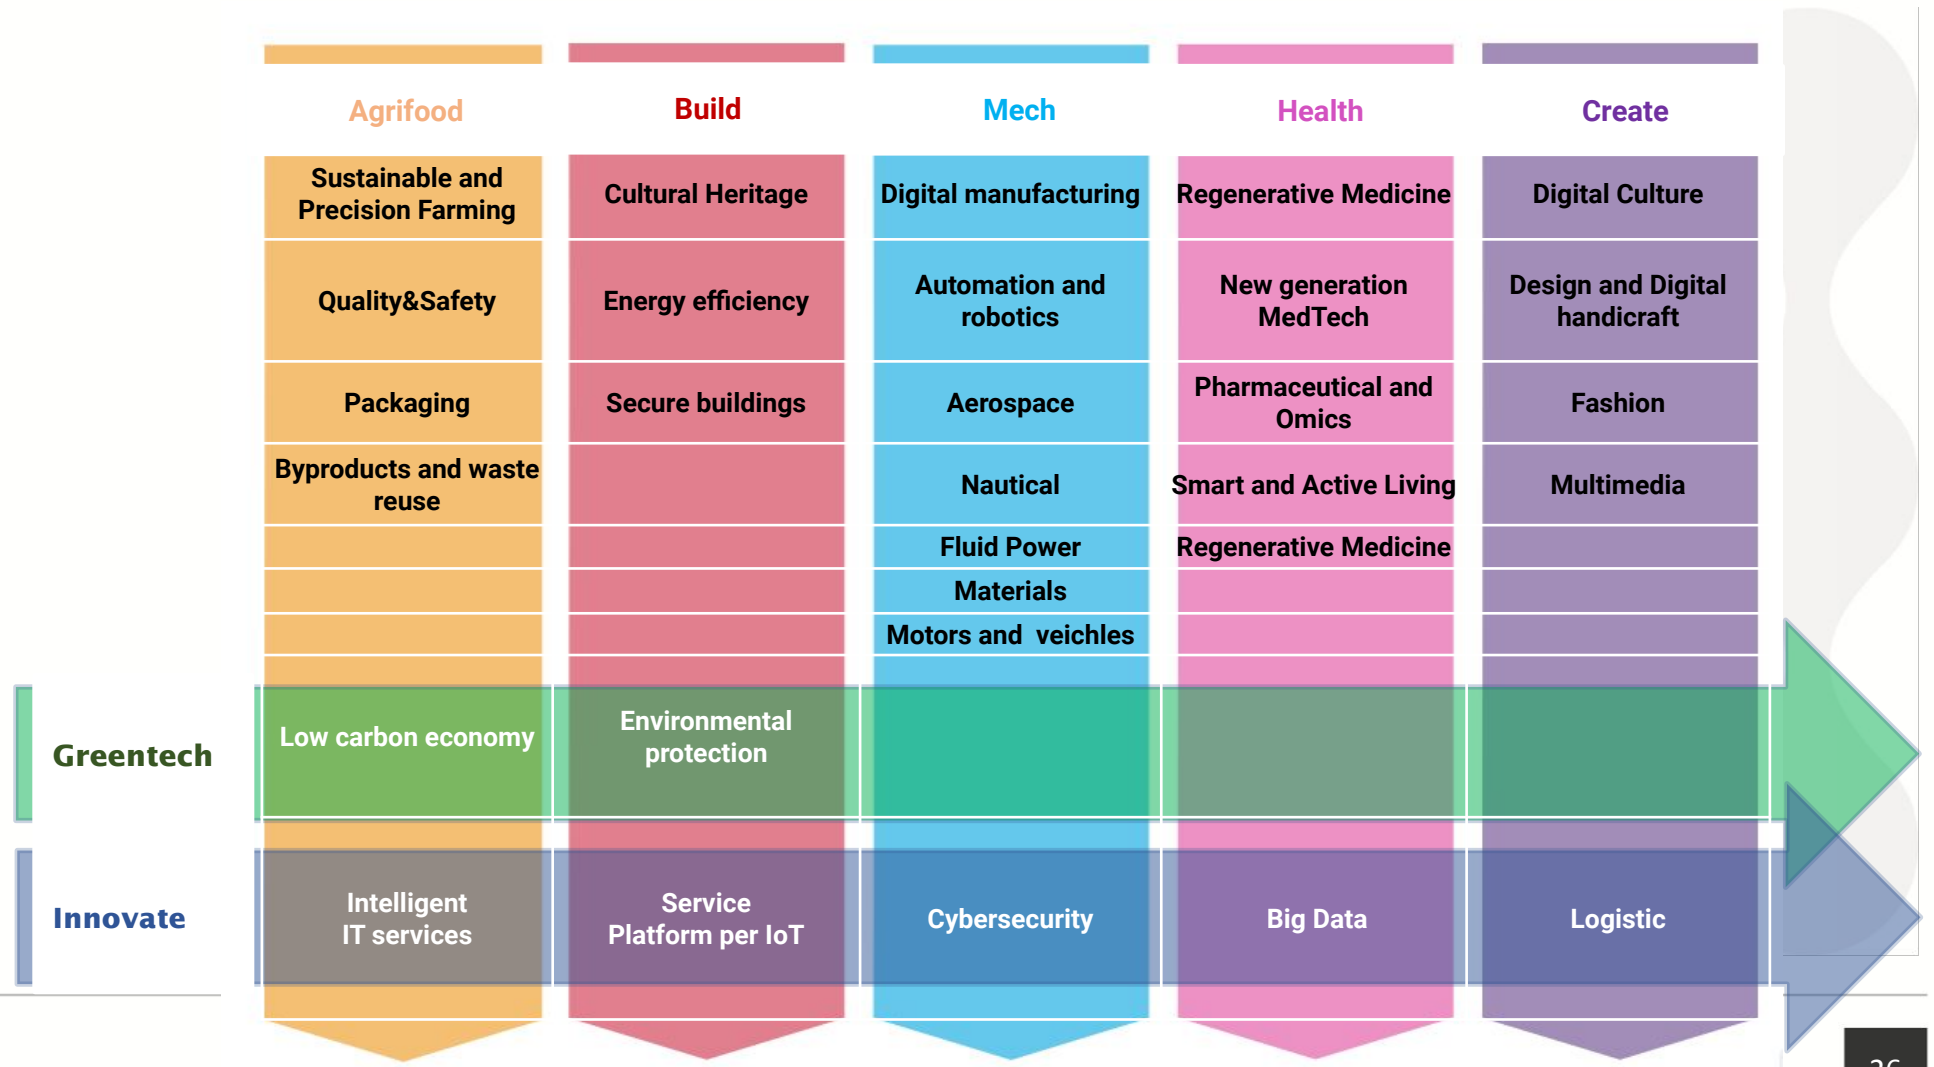 Agrifood
Build
Mech
Health
Create
Sustainable and
Precision Farming
Cultural Heritage
Digital manufacturing
Regenerative Medicine
Digital Culture
Quality&Safety
Energy efficiency
Automation and
robotics
New generation
MedTech
Design and Digital
handicraft
Packaging
Secure buildings
Aerospace
Pharmaceutical and
Omics
Fashion
Byproducts and waste
reuse
Nautical
Smart and Active Living
Multimedia
Fluid Power
Regenerative Medicine
Materials
Motors and  veichles
Greentech
Low carbon economy
Environmental
protection
Innovate
Intelligent
IT services
Service
Platform per IoT
Cybersecurity
Big Data
Logistic